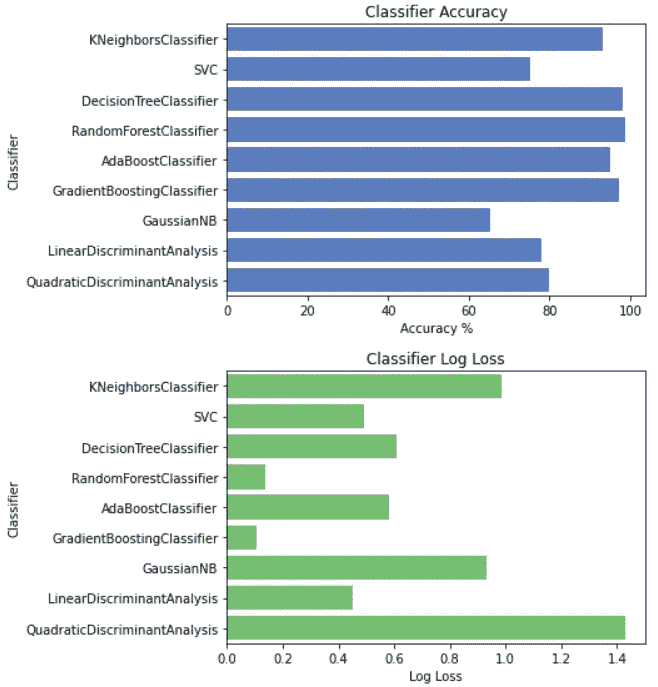 Classifier Accuracy
Classifier
KNeighborsClassifier
SVC
DecisionTreeClassifier
RandomForestClassifier
AdaBoostClassifier
GradientBoostingClassifier
GaussianNB
LinearDiscriminantAnalysis
QuadraticDiscriminantAnalysis
0 20 40 60 80 100
Accuracy %
Classifier Log Loss
Classifier
KNeighborsClassifier
SVC
DecisionTreeClassifier
RandomForestClassifier
AdaBoostClassifier
GradientBoostingClassifier
GaussianNB
LinearDiscriminantAnalysis
QuadraticDiscriminantAnalysis
0.0 0.2 0.4 0.6 0.8 1.0 1.2 1.4
Log Loss